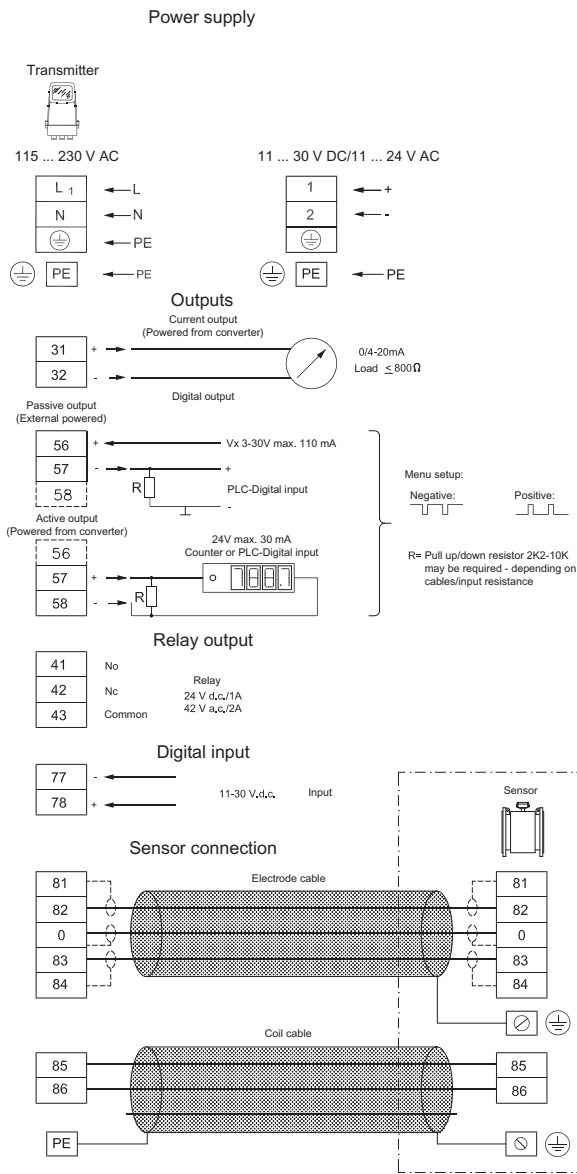 Power supply
Transmitter
115 ... 230 V AC
11 ... 30 V DC/11 ... 24 V AC
L 1
L
N
N
PE
PE
PE
1
+
2
-
PE
PE
Outputs
Current output
(Powered from converter)
31
+
32
-
0/4-20mA
Load ≤ 800Ω
Digital output
Passive output
(External powered)
56
+
Vx 3-30V max. 110 mA
57
-
+
58
R
PLC-Digital input
-
Menu setup:
Negative:
Positive:
Active output
(Powered from converter)
56
24V max. 30 mA
Counter or PLC-Digital input
57
+
58
-
R
R= Pull up/down resistor 2K2-10K
may be required - depending on
cables/input resistance
Relay output
41
No
42
Nc
43
Common
Relay
24 V d.c./1A
42 V a.c./2A
Digital input
77
-
78
+
11-30 V.d.c.
Input
Sensor
Sensor connection
Electrode cable
81
82
0
83
84
81
82
0
83
84
Coil cable
85
86
PE
85
86